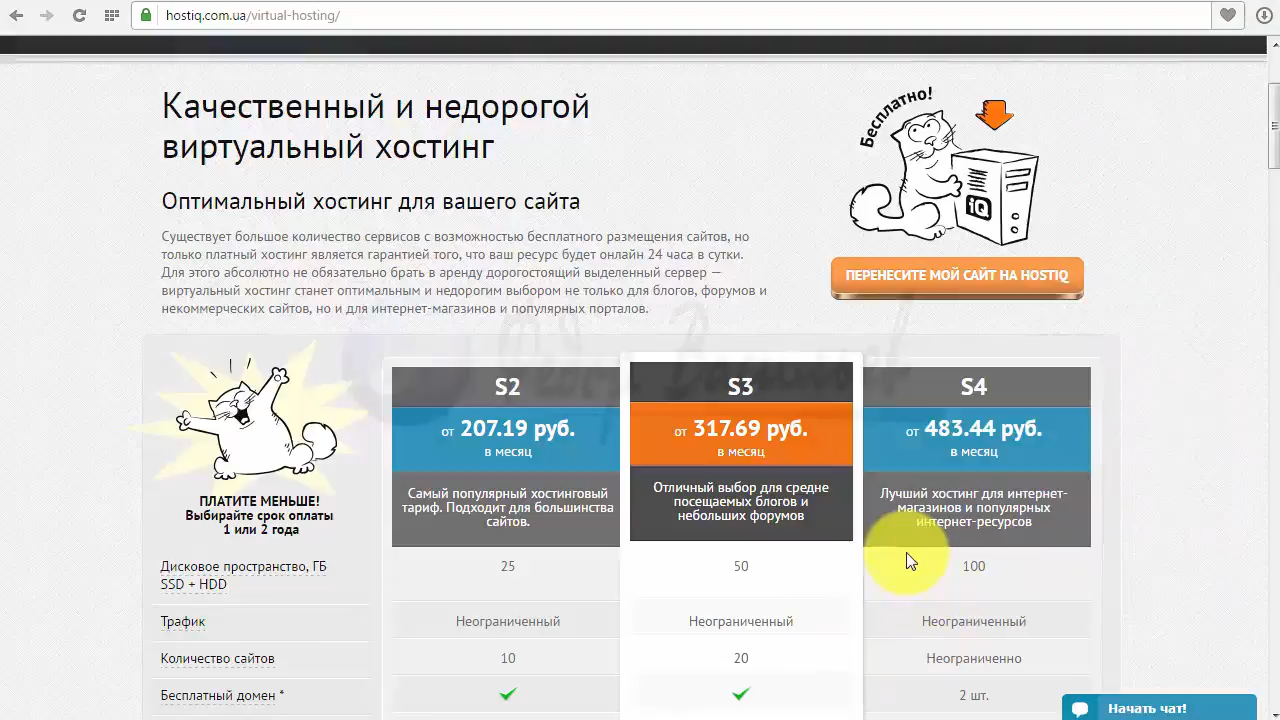 hostiq.com.ua/virtual-hosting/
Качественный и недорогой
виртуальный хостинг
Оптимальный хостинг для вашего сайта
Существует большое количество сервисов с возможностью бесплатного размещения сайтов, но
только платный хостинг является гарантией того, что ваш ресурс будет онлайн 24 часа в сутки.
Для этого абсолютно не обязательно брать в аренду дорогостоящий выделенный сервер —
виртуальный хостинг станет оптимальным и недорогим выбором не только для блогов, форумов и
некоммерческих сайтов, но и для интернет-магазинов и популярных порталов.
Бесплатно!
iQ
ПЕРЕНЕСИТЕ МОЙ САЙТ НА HOSTIQ
ПЛАТИТЕ МЕНЬШЕ!
Выбирайте срок оплаты
1 или 2 года
S2
от 207.19 руб.
в месяц
Самый популярный хостинговый
тариф. Подходит для большинства
сайтов.
S3
от 317.69 руб.
в месяц
Отличный выбор для средне
посещаемых блогов и
небольших форумов
S4
от 483.44 руб.
в месяц
Лучший хостинг для интернет-
магазинов и популярных
интернет-ресурсов
Дисковое пространство, ГБ
SSD + HDD
25
50
100
Трафик
Неограниченный
Неограниченный
Неограниченный
Количество сайтов
10
20
Неограниченно
Бесплатный домен *
2 шт.
Начать чат!